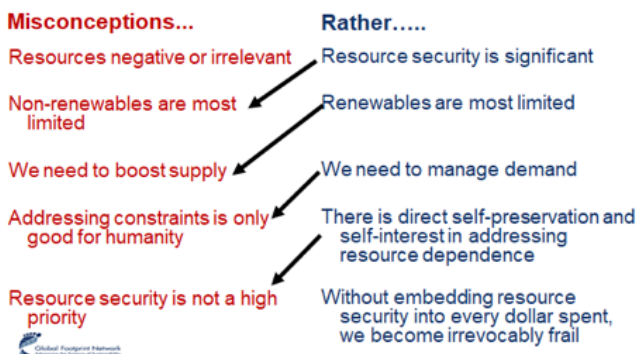 Misconceptions...
Resources negative or irrelevant
Non-renewables are most
limited
We need to boost supply
Addressing constraints is only
good for humanity
Resource security is not a high
priority
Global Footprint Network
Rather.....
Resource security is significant
Renewables are most limited
We need to manage demand
There is direct self-preservation and
self-interest in addressing
resource dependence
Without embedding resource
security into every dollar spent,
we become irrevocably frail